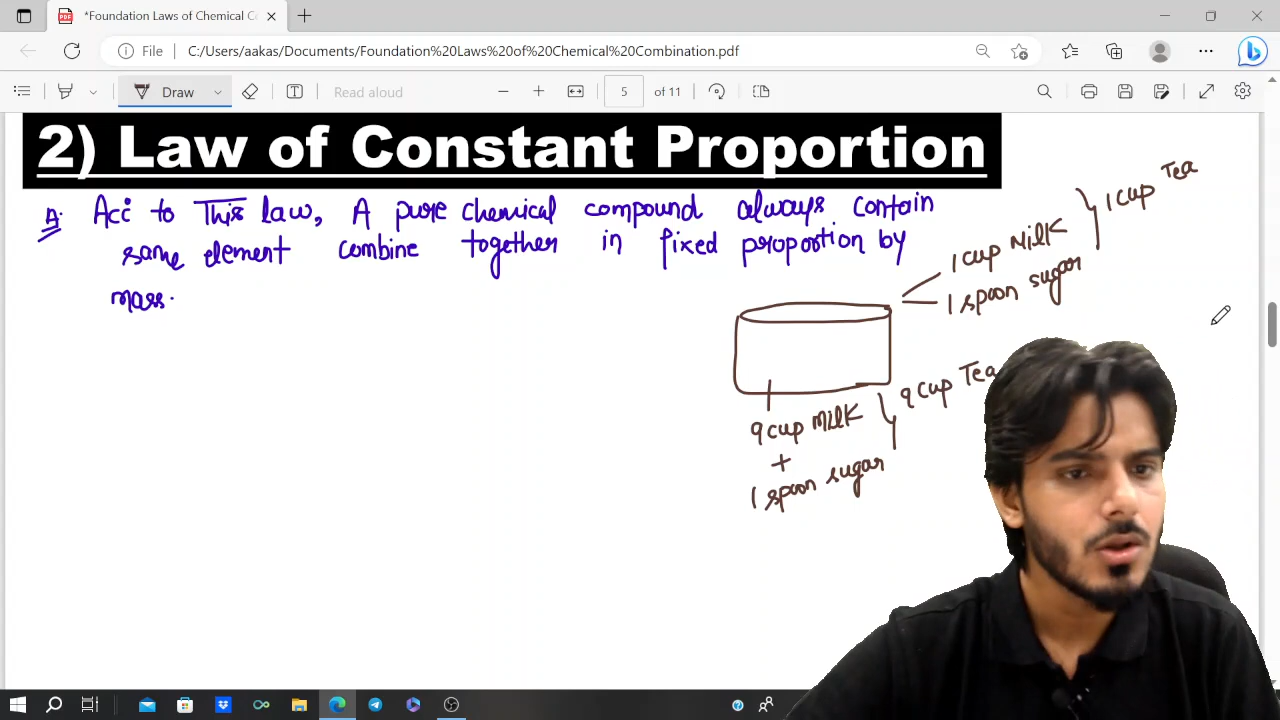 *Foundation Laws of Chemical C
File
C:/Users/aakas/Documents/Foundation%20Laws%20of%20Chemical%20Combination.pdf
Draw
Read aloud
5 of 11
2) Law of Constant Proportion
A. Acc to This law, A pure chemical compound always contain
same element combine together in fixed proportion by
mass.
1 cup Milk
1 spoon sugar
1 cup Tea
9 cup Milk
+
1 spoon sugar
9 cup Tea